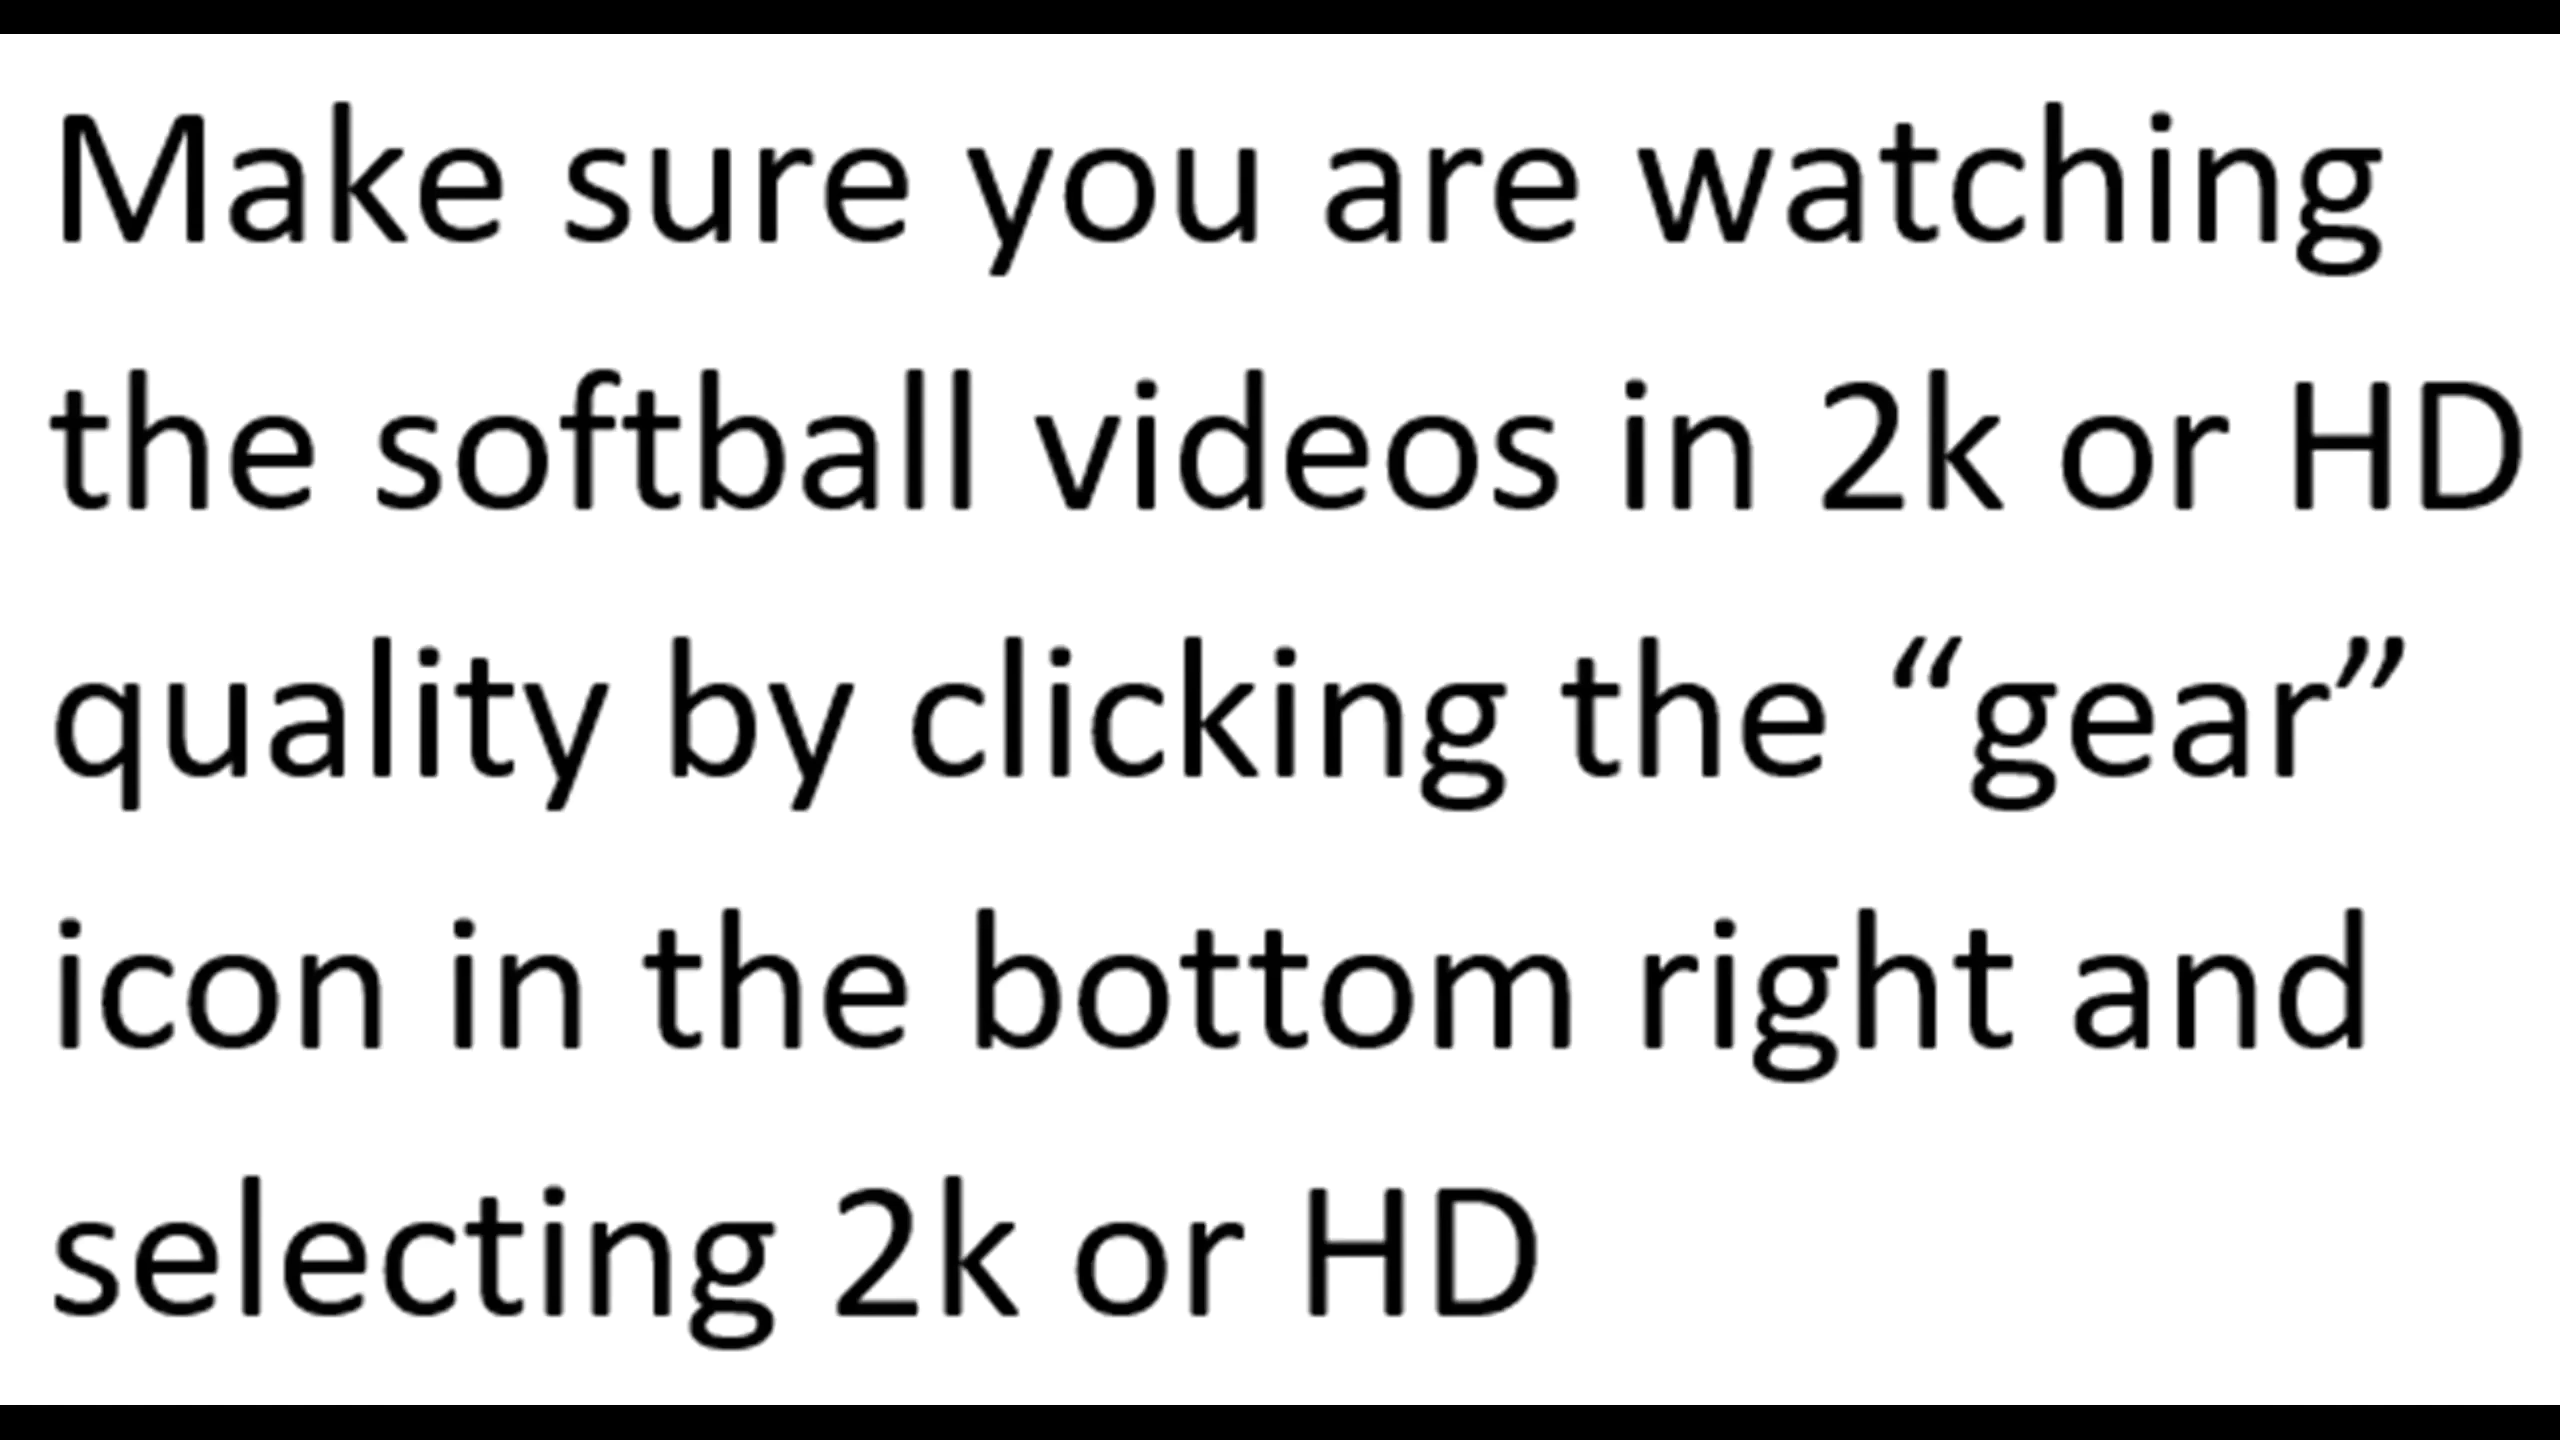 Make sure you are watching
the softball videos in 2k or HD
quality by clicking the “gear”
icon in the bottom right and
selecting 2k or HD